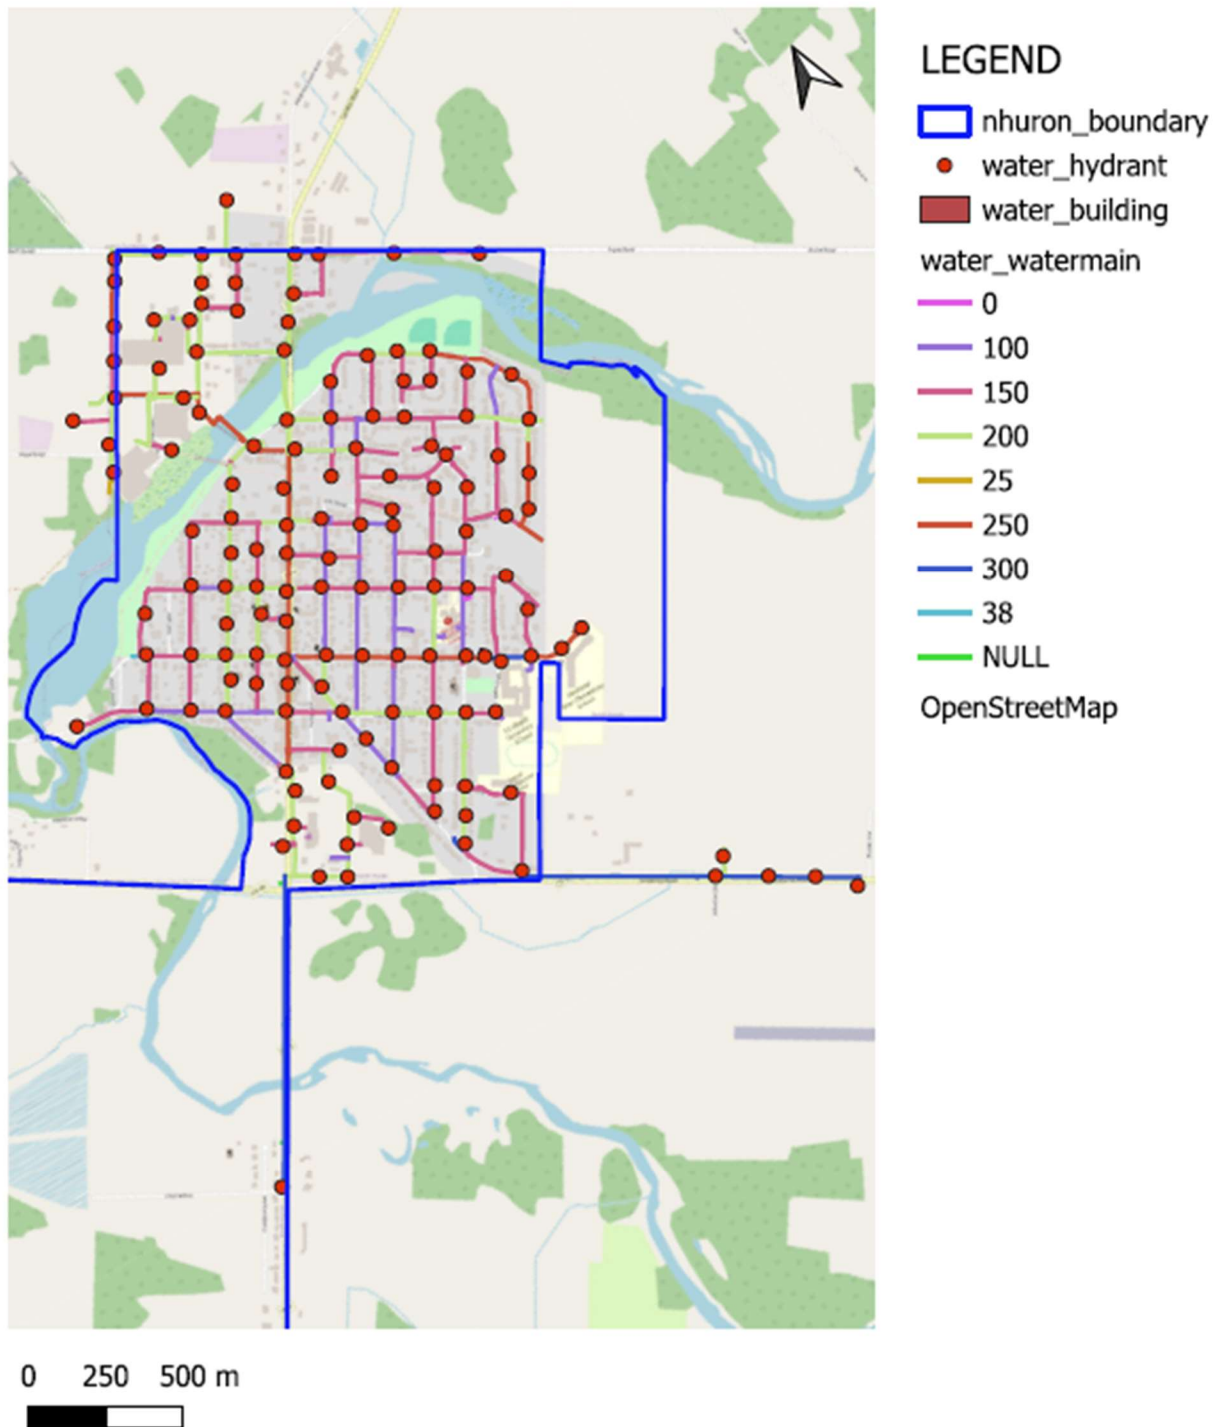 LEGEND
nhuron_boundary
water_hydrant
water_building
water_watermain
0
100
150
200
25
250
300
38
NULL
OpenStreetMap
0 250 500 m